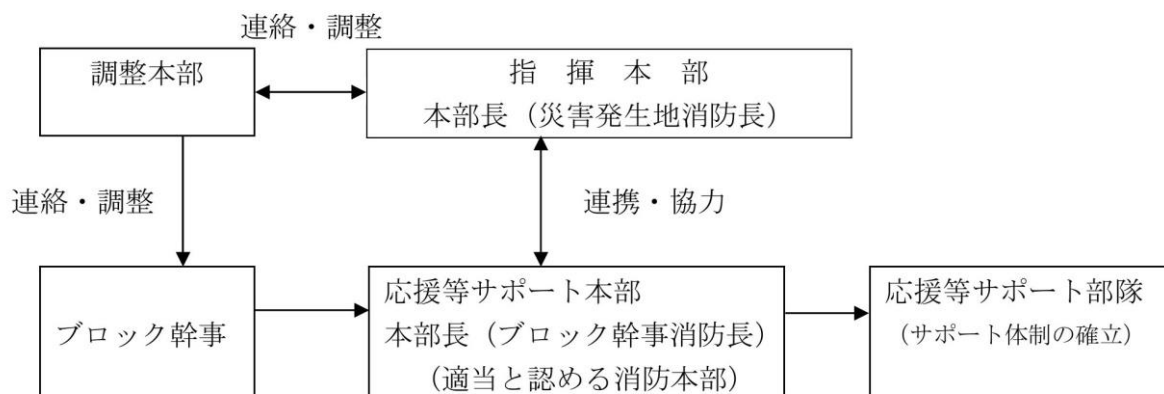 連絡・調整
調整本部
指 揮 本 部
本部長（災害発生地消防長）
連絡・調整
連携・協力
ブロック幹事
応援等サポート本部
本部長（ブロック幹事消防長）
（適当と認める消防本部）
応援等サポート部隊
（サポート体制の確立）